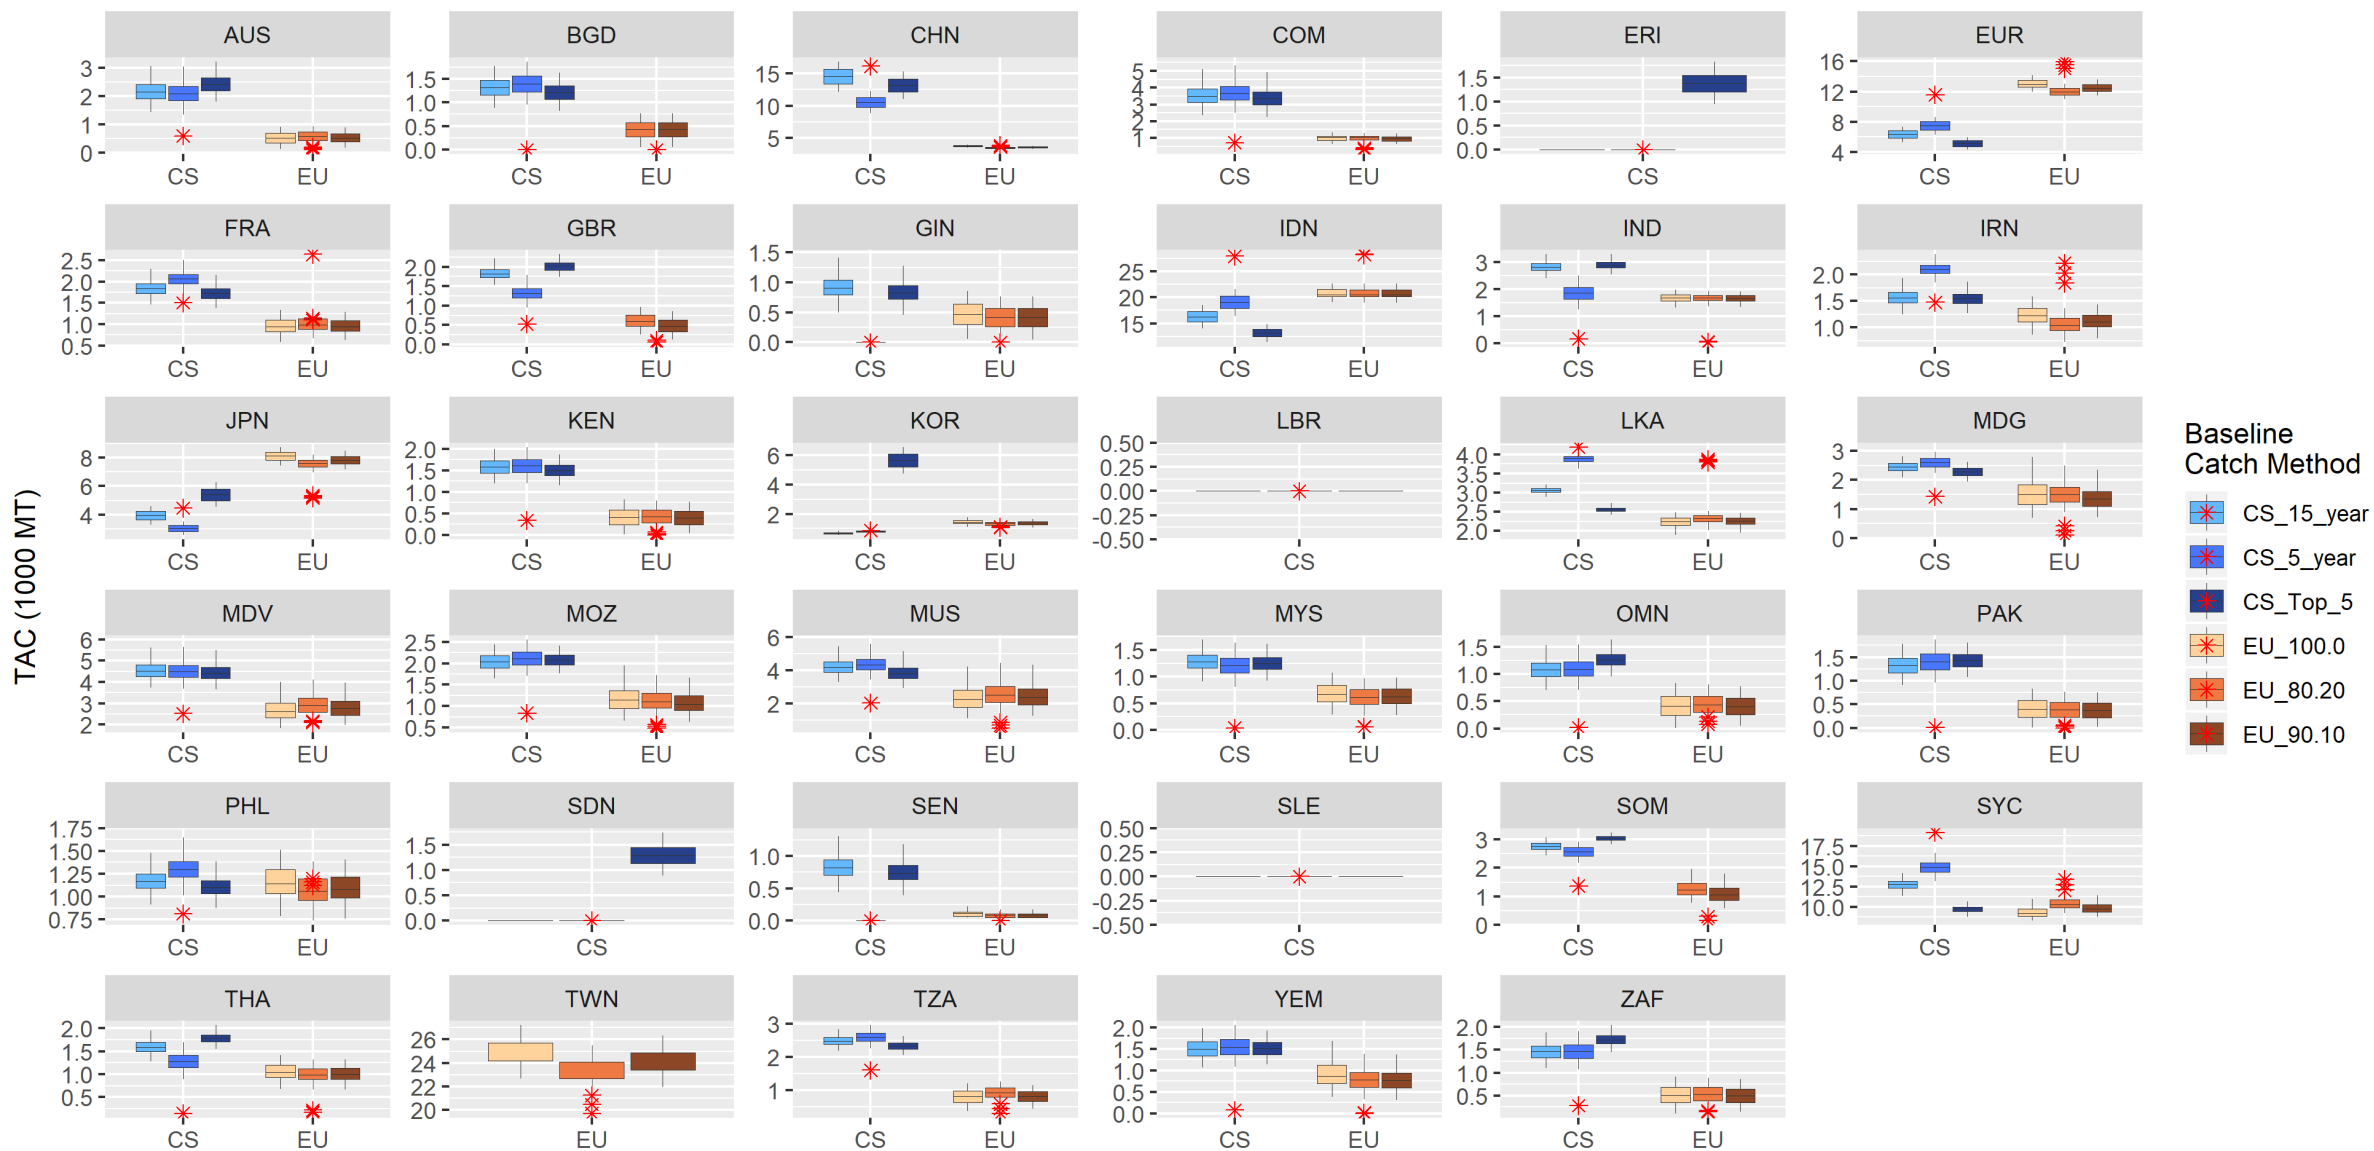 TAC (1000 MT)
AUS
BGD
CHN
COM
ERI
EUR
3
2
1
0
1.5
1.0
0.5
0.0
15
10
5
5
4
3
2
1
1.5
1.0
0.5
0.0
16
12
8
4
CS EU
CS EU
CS EU
CS EU
CS
CS EU
FRA
GBR
GIN
IDN
IND
IRN
2.5
2.0
1.5
1.0
0.5
2.0
1.5
1.0
0.5
0.0
1.5
1.0
0.5
0.0
25
20
15
3
2
1
0
2.0
1.5
1.0
CS EU
CS EU
CS EU
CS EU
CS EU
CS EU
JPN
KEN
KOR
LBR
LKA
MDG
8
6
4
2.0
1.5
1.0
0.5
0.0
6
4
2
0.50
0.25
0.00
-0.25
-0.50
4.0
3.5
3.0
2.5
2.0
3
2
1
0
CS EU
CS EU
CS EU
CS
CS EU
CS EU
MDV
MOZ
MUS
MYS
OMN
PAK
6
5
4
3
2
2.5
2.0
1.5
1.0
0.5
6
4
2
1.5
1.0
0.5
0.0
1.5
1.0
0.5
0.0
1.5
1.0
0.5
0.0
CS EU
CS EU
CS EU
CS EU
CS EU
CS EU
PHL
SDN
SEN
SLE
SOM
SYC
1.75
1.50
1.25
1.00
0.75
1.5
1.0
0.5
0.0
1.0
0.5
0.0
0.50
0.25
0.00
-0.25
-0.50
3
2
1
0
17.5
15.0
12.5
10.0
CS EU
CS
CS EU
CS
CS EU
CS EU
THA
TWN
TZA
YEM
ZAF
2.0
1.5
1.0
0.5
26
24
22
20
3
2
1
2.0
1.5
1.0
0.5
0.0
2.0
1.5
1.0
0.5
CS EU
EU
CS EU
CS EU
CS EU
Baseline
Catch Method
CS_15_year
CS_5_year
CS_Top_5
EU_100.0
EU_80.20
EU_90.10